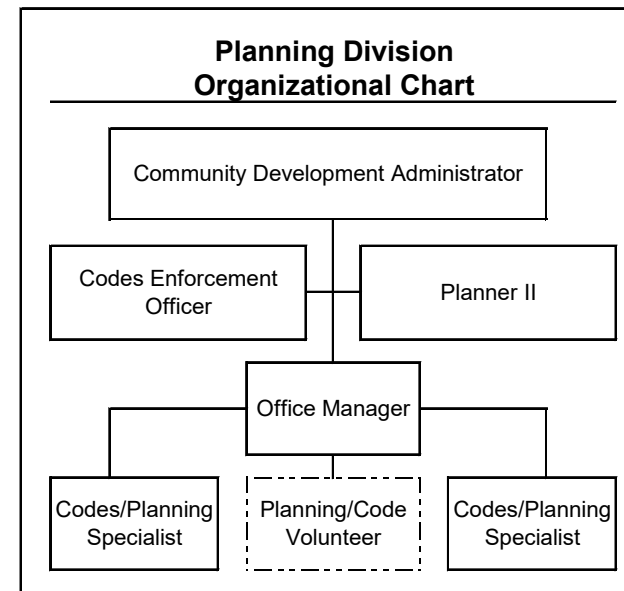 Planning Division
Organizational Chart
Community Development Administrator
Codes Enforcement
Officer
Planner II
Office Manager
Codes/Planning
Specialist
Planning/Code
Volunteer
Codes/Planning
Specialist